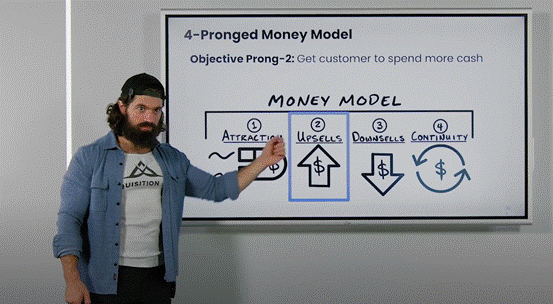 4-Pronged Money Model
Objective Prong-2: Get customer to spend more cash
MONEY MODEL
1 2 3 4
ATTRACTION UPSELLS DOWNSELLS CONTINUITY
$ $ $ $
UISITION